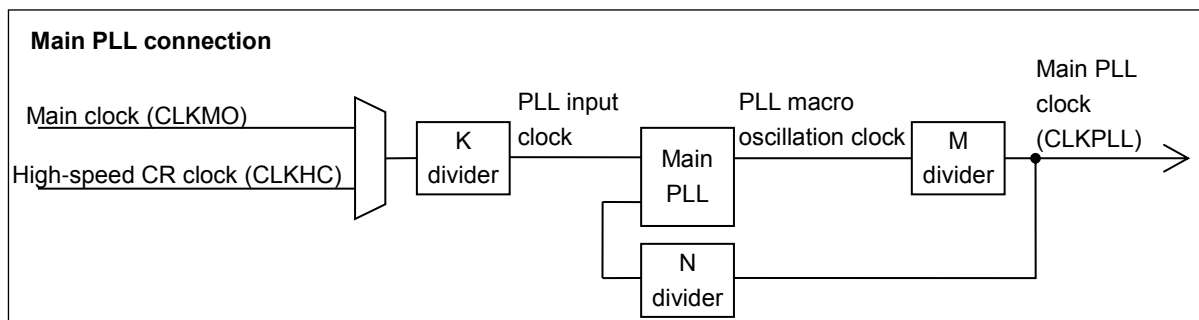 Main PLL connection
Main clock (CLKMO)
High-speed CR clock (CLKHC)
K
divider
PLL input
clock
Main
PLL
PLL macro
oscillation clock
M
divider
Main PLL
clock
(CLKPLL)
N
divider